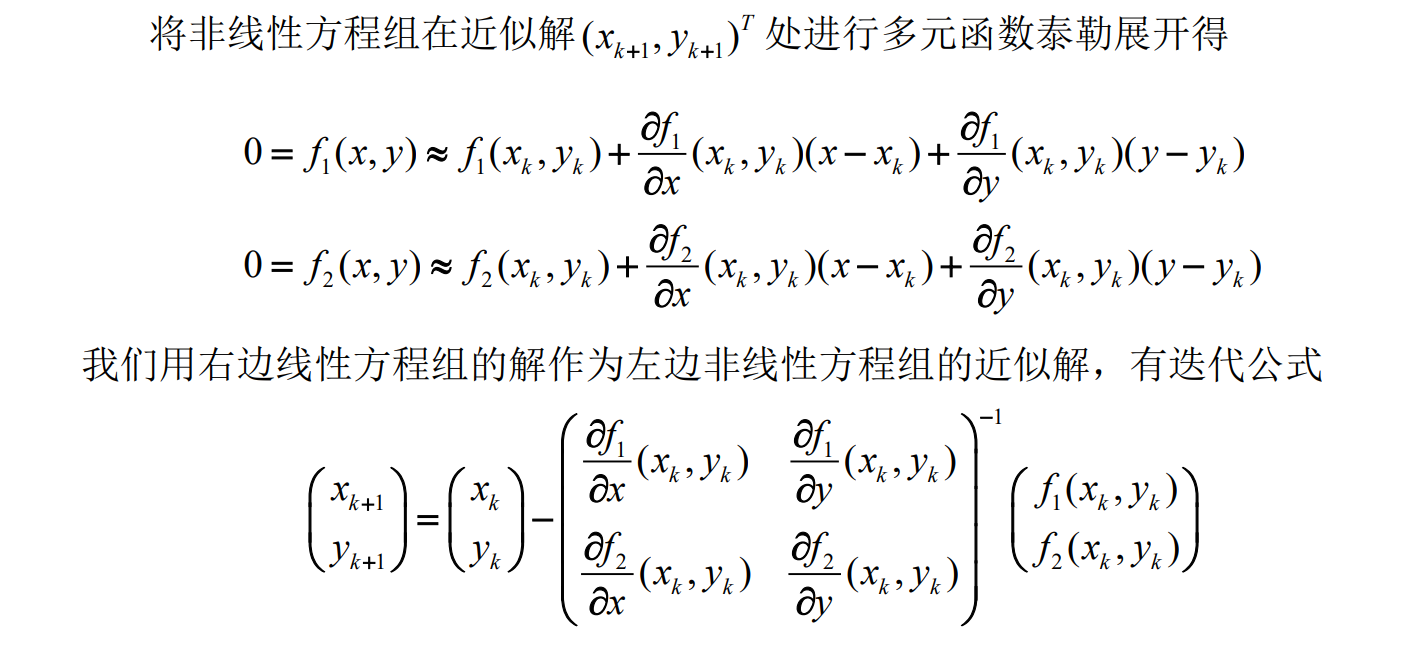 将非线性方程组在近似解 $(x_{k+1}, y_{k+1})^T$ 处进行多元函数泰勒展开得
$0 = f_1(x, y) \approx f_1(x_k, y_k) + \frac{\partial f_1}{\partial x}(x_k, y_k)(x - x_k) + \frac{\partial f_1}{\partial y}(x_k, y_k)(y - y_k)$
$0 = f_2(x, y) \approx f_2(x_k, y_k) + \frac{\partial f_2}{\partial x}(x_k, y_k)(x - x_k) + \frac{\partial f_2}{\partial y}(x_k, y_k)(y - y_k)$
我们用右边线性方程组的解作为左边非线性方程组的近似解，有迭代公式
$\begin{pmatrix} x_{k+1} \\ y_{k+1} \end{pmatrix} = \begin{pmatrix} x_k \\ y_k \end{pmatrix} - \begin{pmatrix} \frac{\partial f_1}{\partial x}(x_k, y_k) & \frac{\partial f_1}{\partial y}(x_k, y_k) \\ \frac{\partial f_2}{\partial x}(x_k, y_k) & \frac{\partial f_2}{\partial y}(x_k, y_k) \end{pmatrix}^{-1} \begin{pmatrix} f_1(x_k, y_k) \\ f_2(x_k, y_k) \end{pmatrix}$